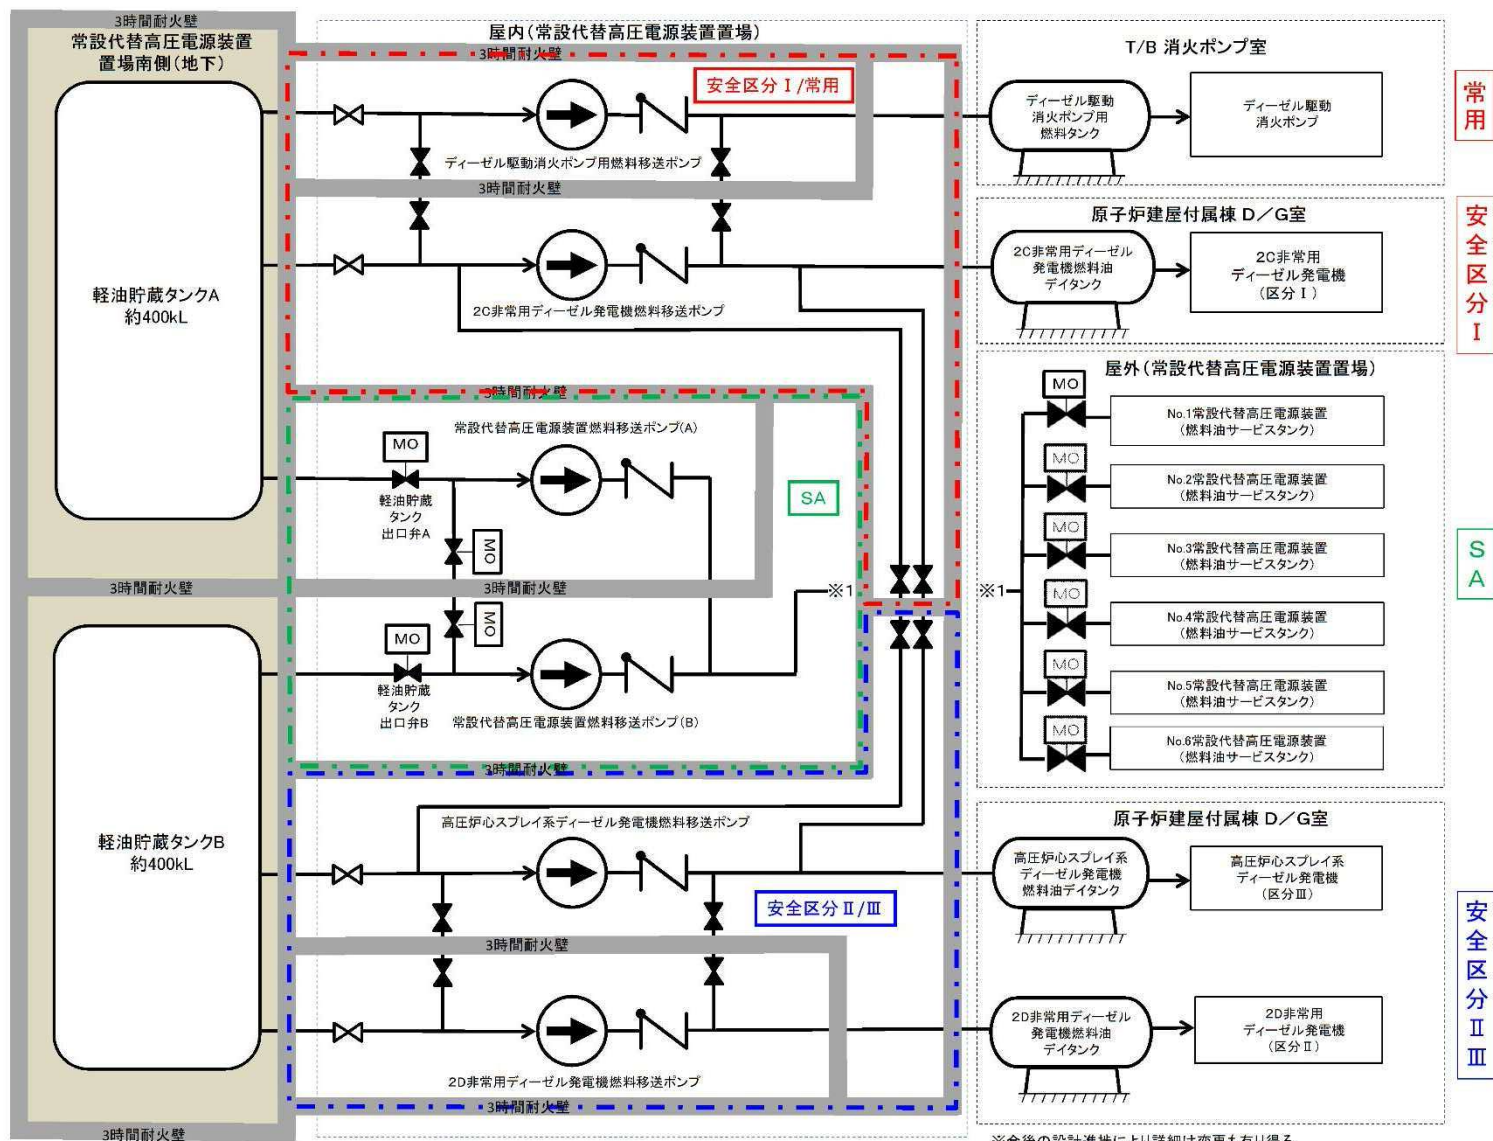 3時間耐火壁
常設代替高圧電源装置
置場南側(地下)
屋内(常設代替高圧電源装置置場)
3時間耐火壁
安全区分Ⅰ/常用
ディーゼル駆動消火ポンプ用燃料移送ポンプ
3時間耐火壁
2C非常用ディーゼル発電機燃料移送ポンプ
軽油貯蔵タンクA
約400kL
3時間耐火壁
常設代替高圧電源装置燃料移送ポンプ(A)
MO
軽油貯蔵
タンク
出口弁A
MO
SA
3時間耐火壁
3時間耐火壁
※1
MO
MO
軽油貯蔵
タンク
出口弁B
常設代替高圧電源装置燃料移送ポンプ(B)
3時間耐火壁
軽油貯蔵タンクB
約400kL
高圧炉心スプレイ系ディーゼル発電機燃料移送ポンプ
安全区分Ⅱ/Ⅲ
3時間耐火壁
2D非常用ディーゼル発電機燃料移送ポンプ
3時間耐火壁
3時間耐火壁
T/B 消火ポンプ室
ディーゼル駆動
消火ポンプ用
燃料タンク
ディーゼル駆動
消火ポンプ
常用
原子炉建屋付属棟 D/G室
2C非常用ディーゼル
発電機燃料油
デイタンク
2C非常用
ディーゼル発電機
(区分Ⅰ)
安全区分Ⅰ
屋外(常設代替高圧電源装置置場)
※1
MO
No.1常設代替高圧電源装置
(燃料油サービスタンク)
MO
No.2常設代替高圧電源装置
(燃料油サービスタンク)
MO
No.3常設代替高圧電源装置
(燃料油サービスタンク)
MO
No.4常設代替高圧電源装置
(燃料油サービスタンク)
MO
No.5常設代替高圧電源装置
(燃料油サービスタンク)
MO
No.6常設代替高圧電源装置
(燃料油サービスタンク)
SA
原子炉建屋付属棟 D/G室
高圧炉心スプレイ系
ディーゼル発電機
燃料油デイタンク
高圧炉心スプレイ系
ディーゼル発電機
(区分Ⅲ)
2D非常用ディーゼル
発電機燃料油
デイタンク
2D非常用
ディーゼル発電機
(区分Ⅱ)
安全区分ⅡⅢ
※今後の設計進捗により詳細は変更も有り得る